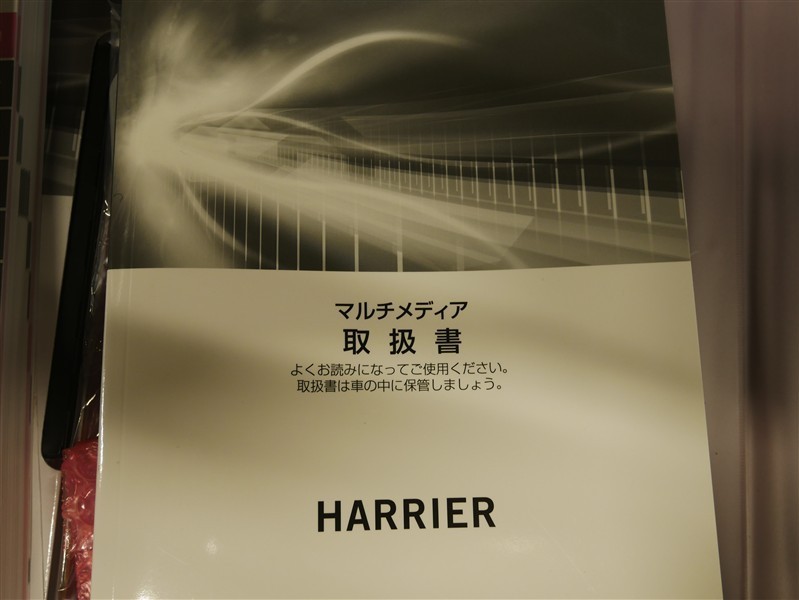 マルチメディア
取扱書
よくお読みになってご使用ください。
取扱書は車の中に保管しましょう。
HARRIER